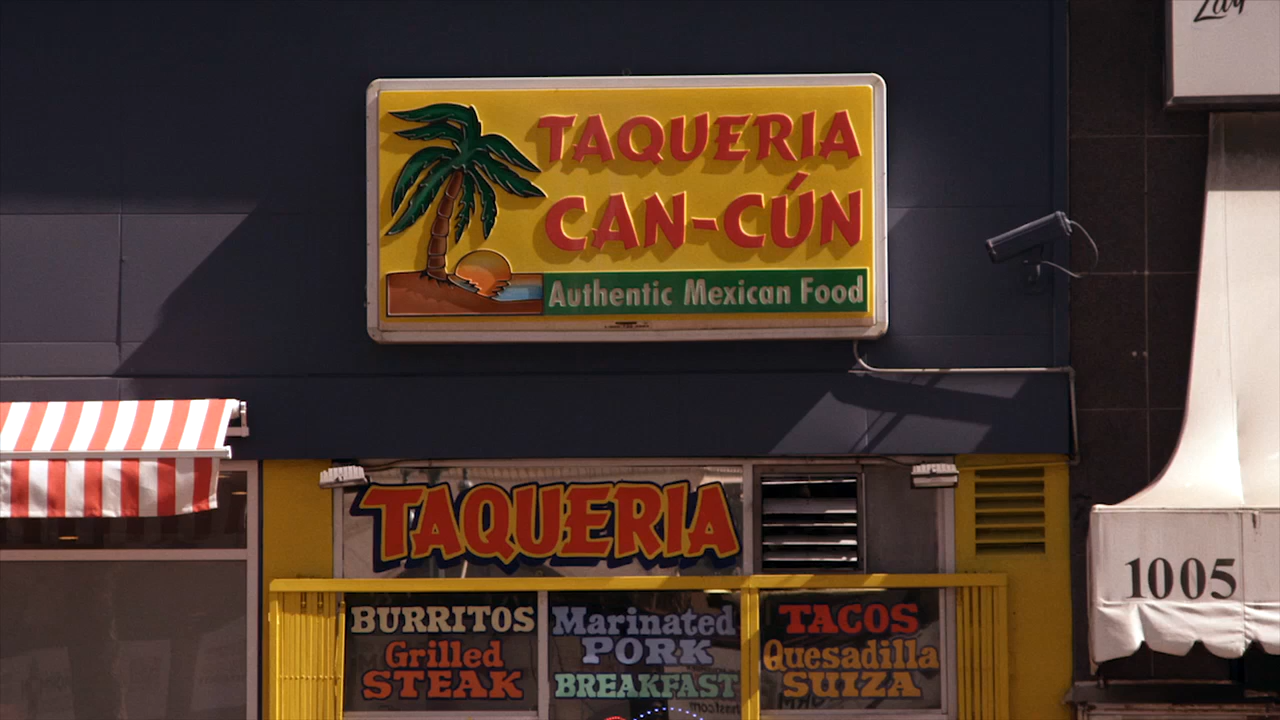 TAQUERIA
CAN-CÚN
Authentic Mexican Food
TAQUERIA
BURRITOS
Grilled
STEAK
Marinated
PORK
BREAKFAST
TACOS
Quesadilla
SUIZA
1005